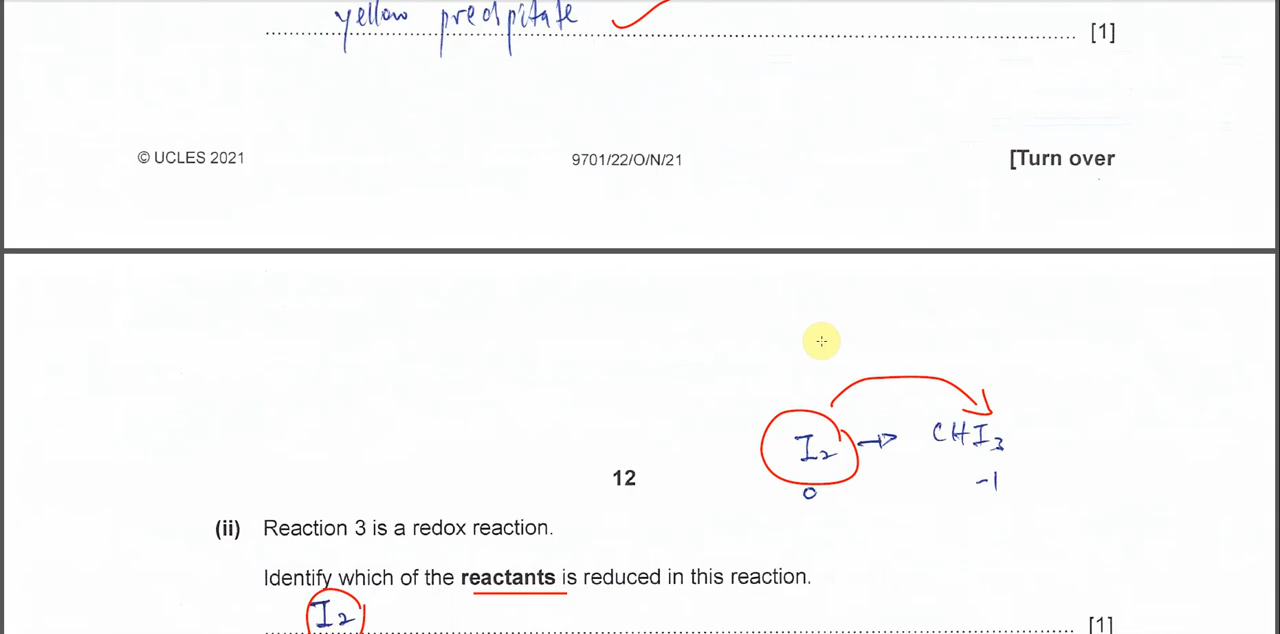 yellow precipitate
[1]
© UCLES 2021 9701/22/O/N/21 [Turn over
I₂ → CHI₃
0 -1
12
(ii) Reaction 3 is a redox reaction.
Identify which of the reactants is reduced in this reaction.
I₂
[1]